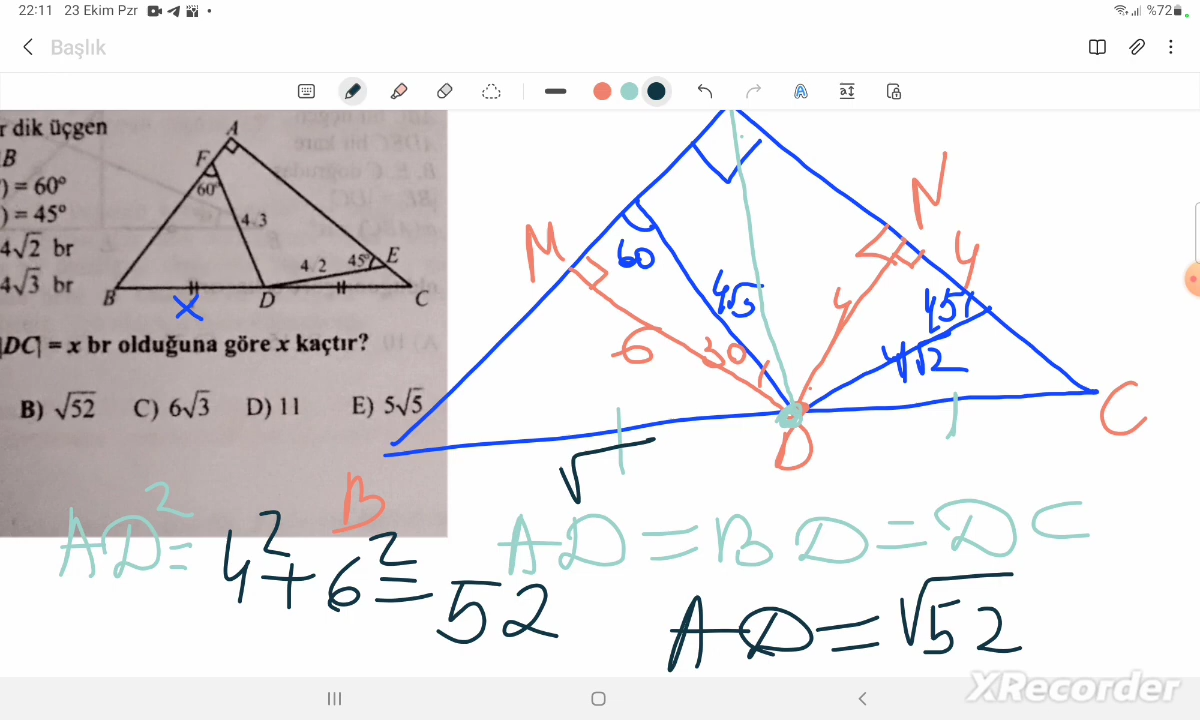 22:11 23 Ekim Pzr %72
Başlık
r dik üçgen
B
) = 60°
) = 45°
4√2 br
4√3 br
A
F
60°
4√3
4√2 45° E
B D C
x
|DC| = x br olduğuna göre x kaçtır?
B) √52 C) 6√3 D) 11 E) 5√5
M N
60 4√3 4 45 4
6 30 4√2
B D C
√
AD² = 4² + 6² = 52
AD = BD = DC
AD = √52
XRecorder